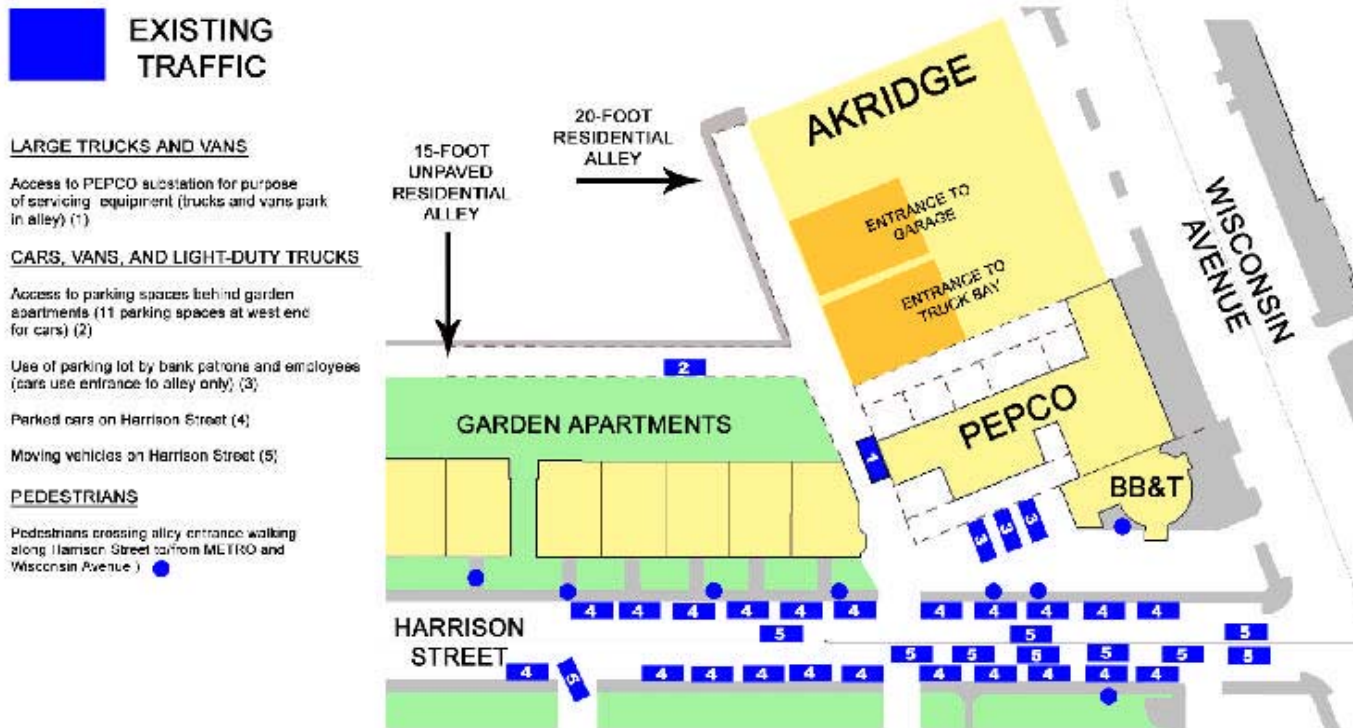 EXISTING
TRAFFIC
LARGE TRUCKS AND VANS
Access to PEPCO substation for purpose
of servicing equipment (trucks and vans park
in alley) (1)
CARS, VANS, AND LIGHT-DUTY TRUCKS
Access to parking spaces behind garden
apartments (11 parking spaces at west end
for cars) (2)
Use of parking lot by bank patrons and employees
(cars use entrance to alley only) (3)
Parked cars on Harrison Street (4)
Moving vehicles on Harrison Street (5)
PEDESTRIANS
Pedestrians crossing alley entrance walking
along Harrison Street to/from METRO and
Wisconsin Avenue )
15-FOOT
UNPAVED
RESIDENTIAL
ALLEY
20-FOOT
RESIDENTIAL
ALLEY
AKRIDGE
ENTRANCE TO
GARAGE
ENTRANCE TO
TRUCK BAY
WISCONSIN
AVENUE
2
GARDEN APARTMENTS
1
PEPCO
BB&T
3 3 3
4 4 4 4 4 4 4 4 4 4 4
HARRISON
STREET
5 5 5
5 5 5 5 5 5
4 5 4 4 4 4 4 4 4 4 4 4